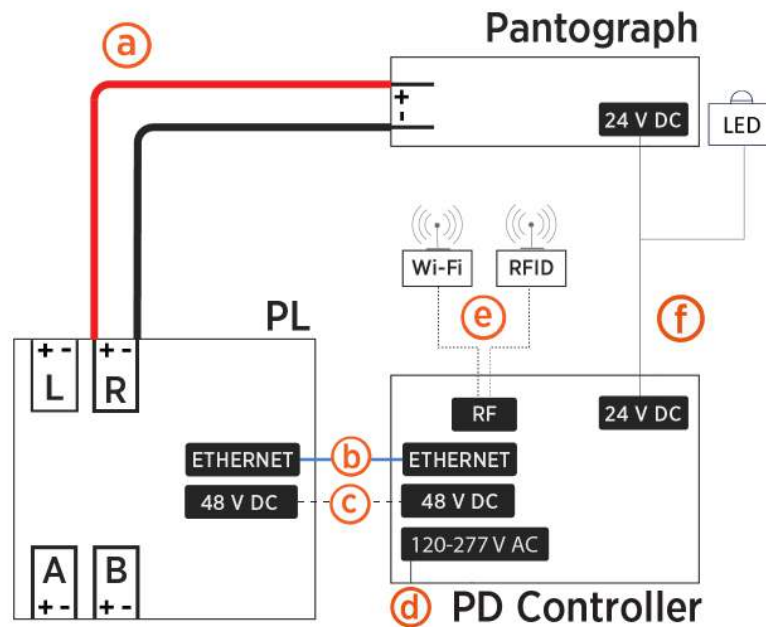 Pantograph
a
+
-
24 V DC
LED
Wi-Fi
RFID
e
f
PL
+ -
L
+ -
R
RF
24 V DC
ETHERNET
b
ETHERNET
48 V DC
c
48 V DC
120-277 V AC
A
+ -
B
+ -
d
PD Controller